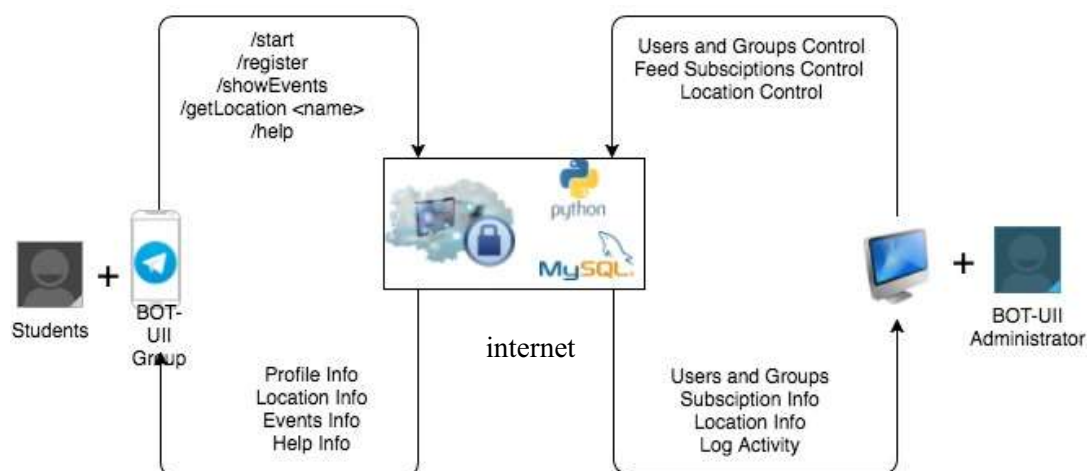 /start
/register
/showEvents
/getLocation <name>
/help
Users and Groups Control
Feed Subsciptions Control
Location Control
python
MySQL
Students
+
BOT-
UII
Group
internet
+
BOT-UII
Administrator
Profile Info
Location Info
Events Info
Help Info
Users and Groups
Subsciption Info
Location Info
Log Activity